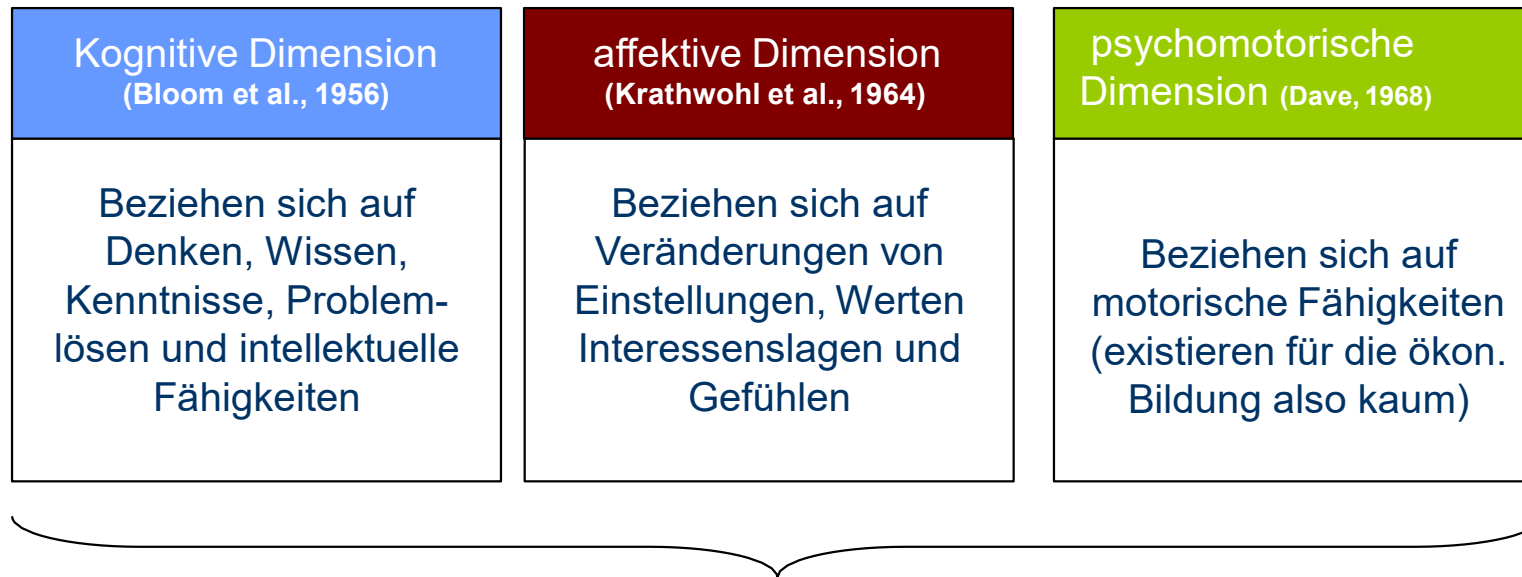 Kognitive Dimension
(Bloom et al., 1956)
Beziehen sich auf
Denken, Wissen,
Kenntnisse, Problem-
lösen und intellektuelle
Fähigkeiten
affektive Dimension
(Krathwohl et al., 1964)
Beziehen sich auf
Veränderungen von
Einstellungen, Werten
Interessenslagen und
Gefühlen
psychomotorische
Dimension (Dave, 1968)
Beziehen sich auf
motorische Fähigkeiten
(existieren für die ökon.
Bildung also kaum)